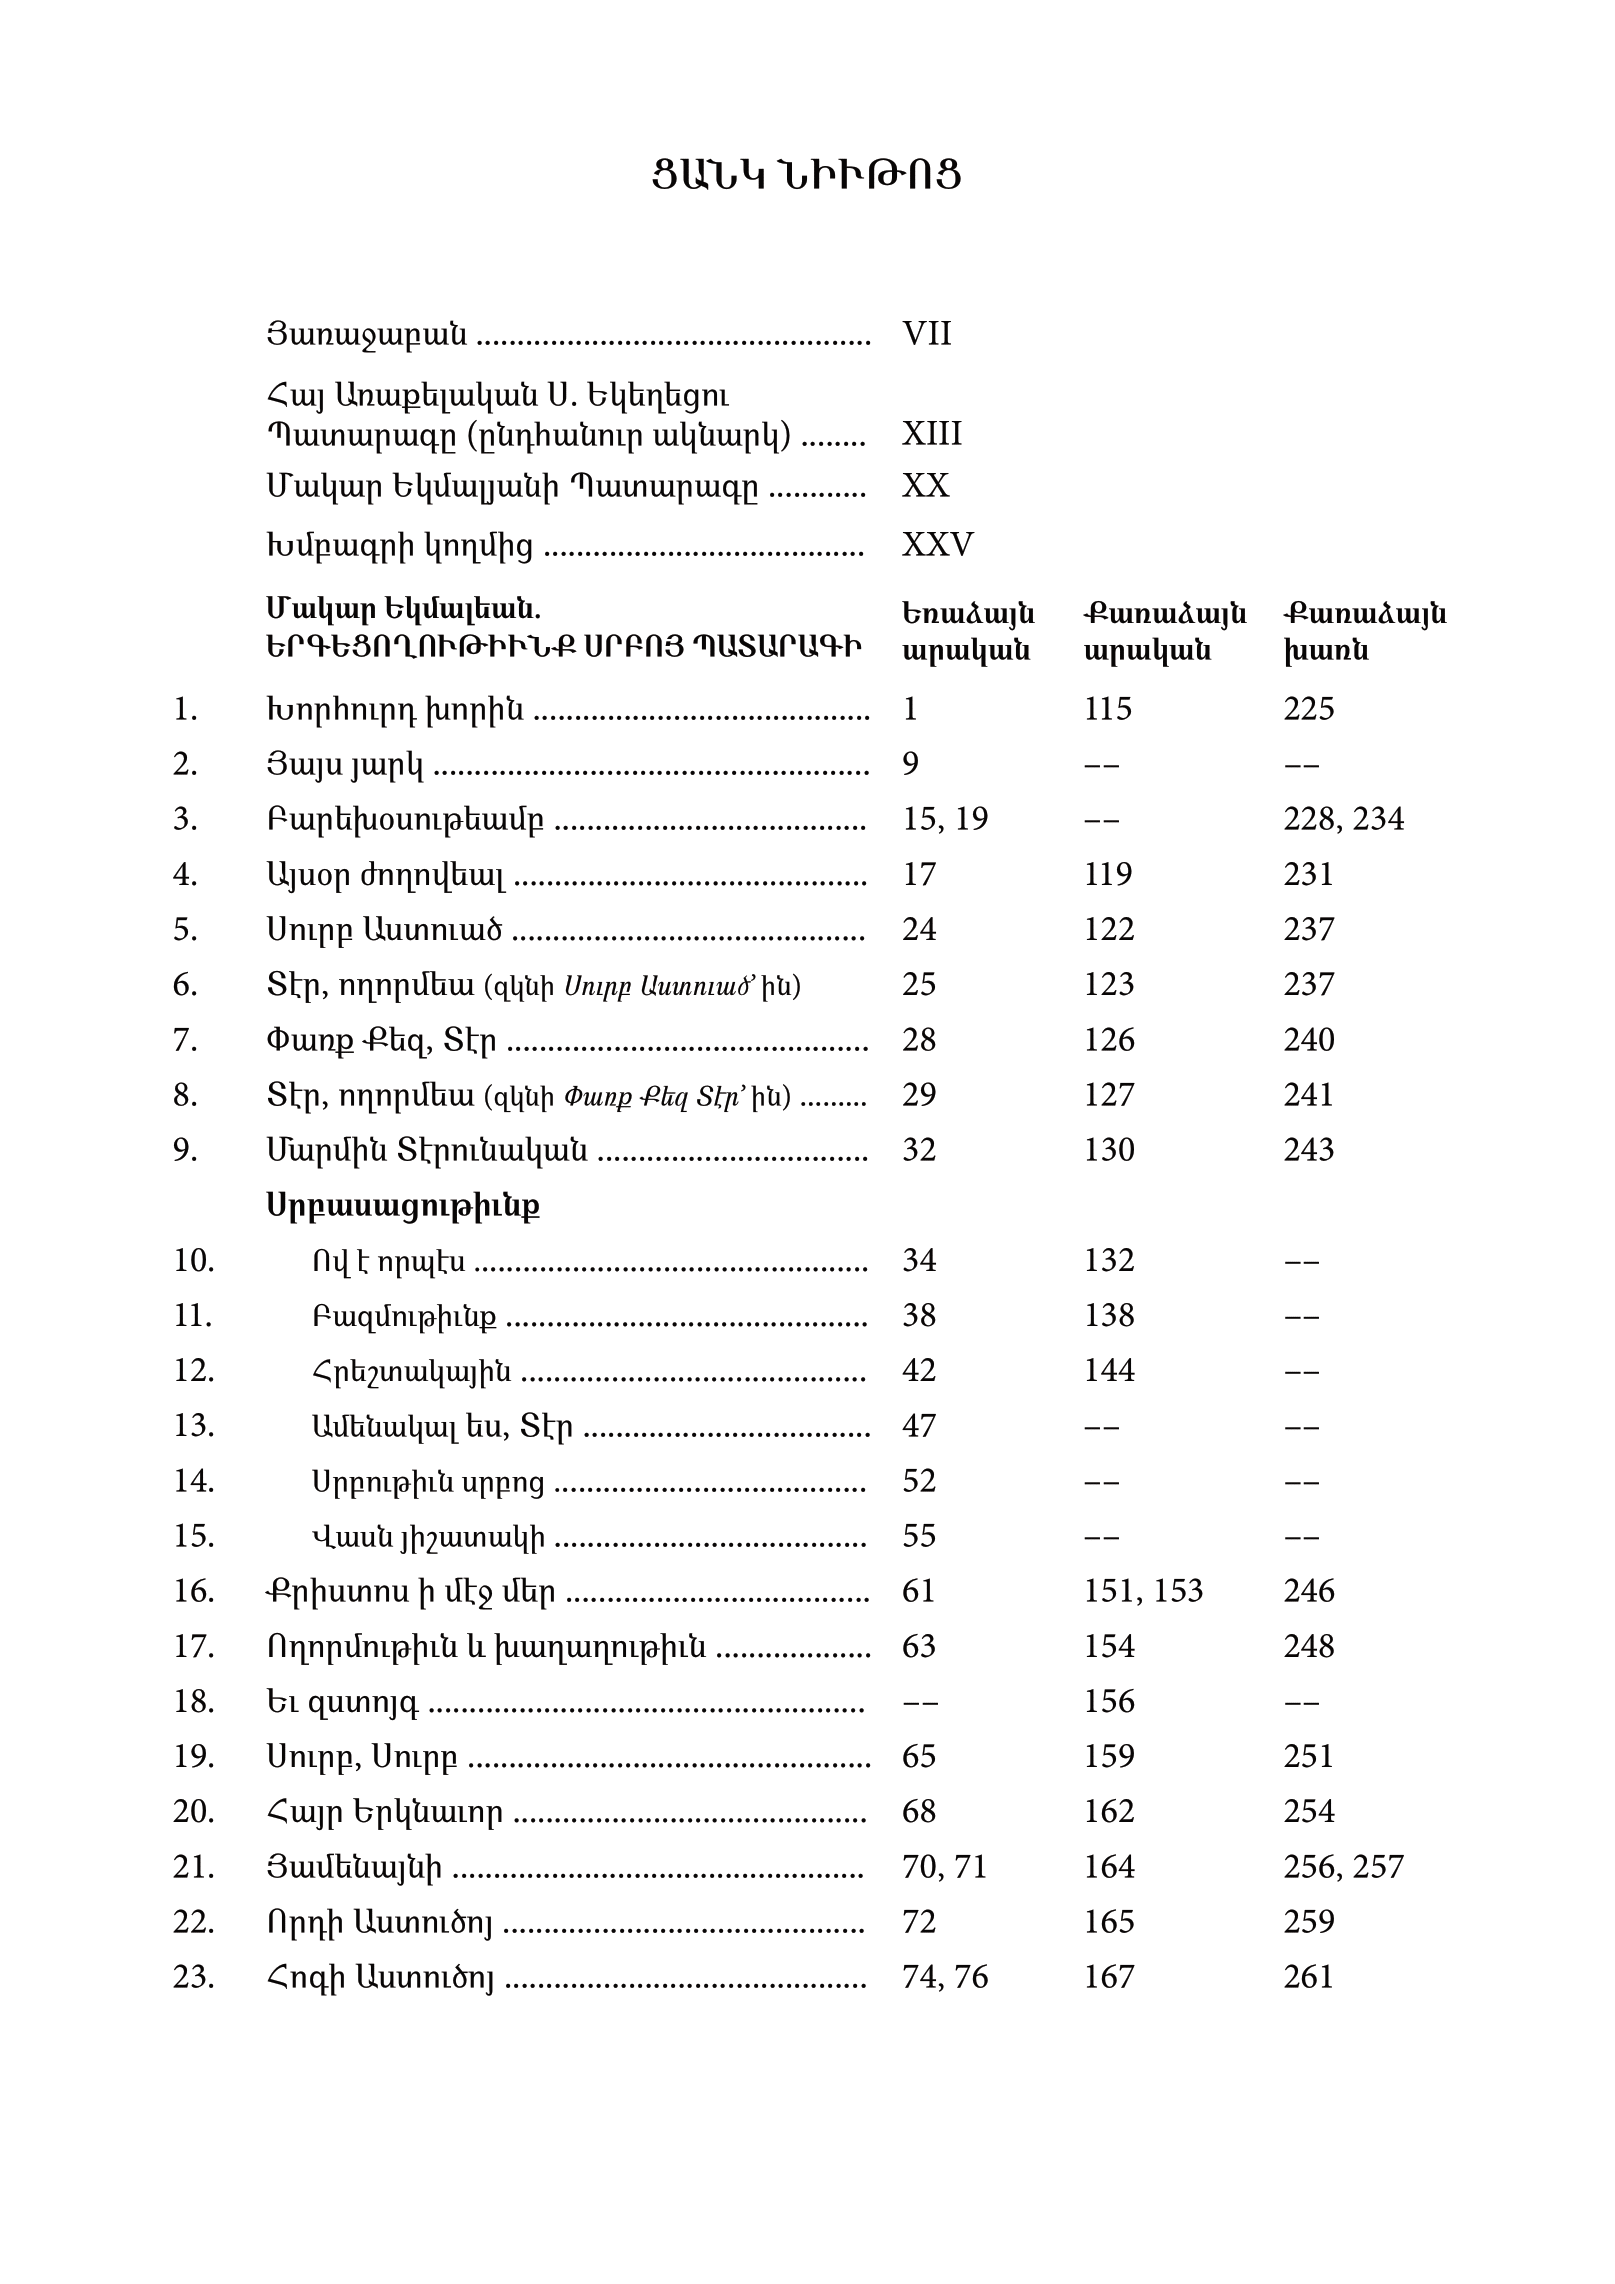 ՑԱՆԿ ՆԻՒԹՈՑ
Յառաջաբան ................................................ VII
Հայ Առաքելական Ս. Եկեղեցու
Պատարագը (ընդհանուր ակնարկ) ........ XIII
Մակար Եկմալյանի Պատարագը ............ XX
Խմբագրի կողմից ....................................... XXV
Մակար Եկմալեան. Եռաձայն Քառաձայն Քառաձայն
ԵՐԳԵՑՈՂՈՒԹԻՒՆՔ ՍՐԲՈՅ ՊԱՏԱՐԱԳԻ արական արական խառն
1. Խորհուրդ խորին ......................................... 1 115 225
2. Յայս յարկ ..................................................... 9 –– ––
3. Բարեխօսութեամբ ...................................... 15, 19 –– 228, 234
4. Այսօր ժողովեալ ........................................... 17 119 231
5. Սուրբ Աստուած ........................................... 24 122 237
6. Տէր, ողորմեա (զկնի Սուրբ Աստուած՚ ին) 25 123 237
7. Փառք Քեզ, Տէր ............................................ 28 126 240
8. Տէր, ողորմեա (զկնի Փառք Քեզ Տէր՚ ին) ......... 29 127 241
9. Մարմին Տէրունական ................................. 32 130 243
Սրբասացութիւնք
10. Ով է որպէս ................................................ 34 132 ––
11. Բազմութիւնք ............................................ 38 138 ––
12. Հրեշտակային .......................................... 42 144 ––
13. Ամենակալ ես, Տէր ................................... 47 –– ––
14. Սրբութիւն սրբոց ...................................... 52 –– ––
15. Վասն յիշատակի ...................................... 55 –– ––
16. Քրիստոս ի մէջ մեր ..................................... 61 151, 153 246
17. Ողորմութիւն և խաղաղութիւն ................... 63 154 248
18. Եւ զստոյգ ..................................................... –– 156 ––
19. Սուրբ, Սուրբ ................................................. 65 159 251
20. Հայր Երկնաւոր ........................................... 68 162 254
21. Յամենայնի .................................................. 70, 71 164 256, 257
22. Որդի Աստուծոյ ............................................ 72 165 259
23. Հոգի Աստուծոյ ............................................ 74, 76 167 261